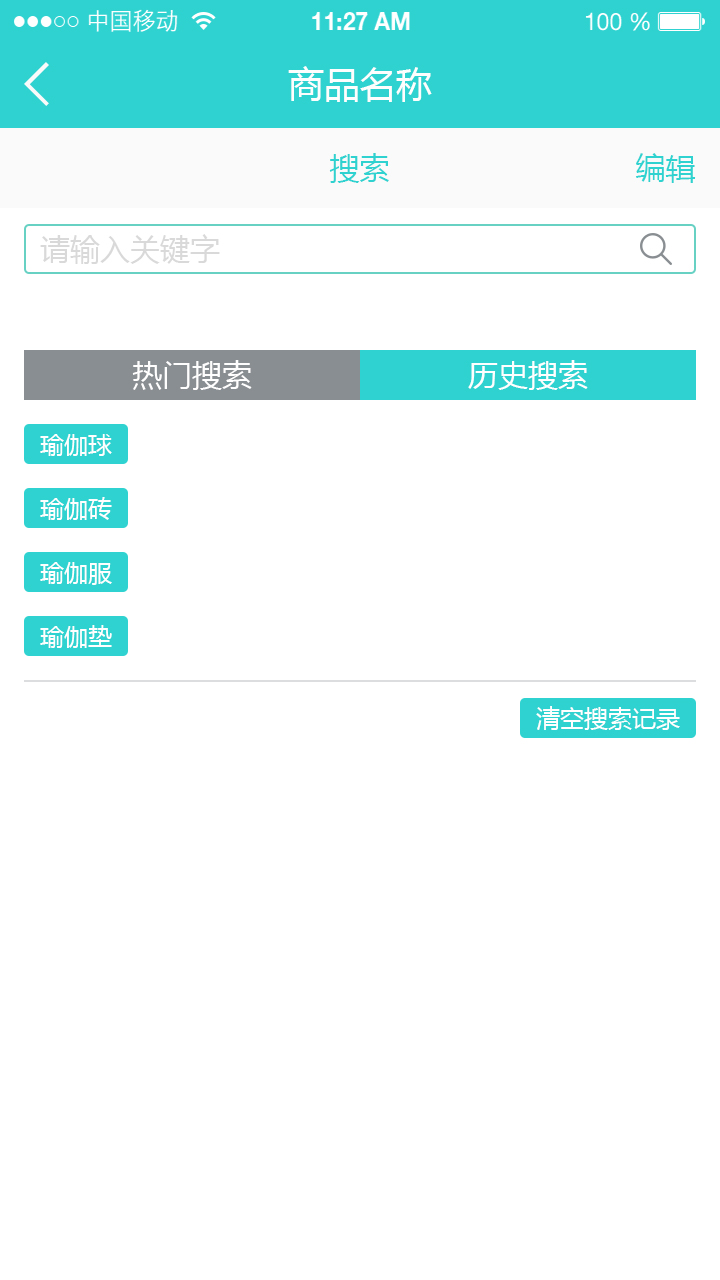 中国移动 11:27 AM 100 %
商品名称
搜索 编辑
请输入关键字
热门搜索 历史搜索
瑜伽球
瑜伽砖
瑜伽服
瑜伽垫
清空搜索记录